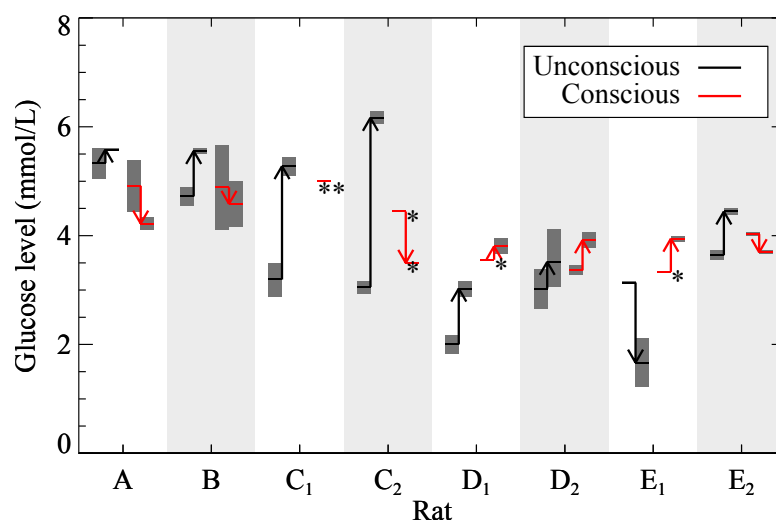 8
6
4
2
0
Glucose level (mmol/L)
Unconscious
Conscious
**
*
*
*
*
A B C₁ C₂ D₁ D₂ E₁ E₂
Rat